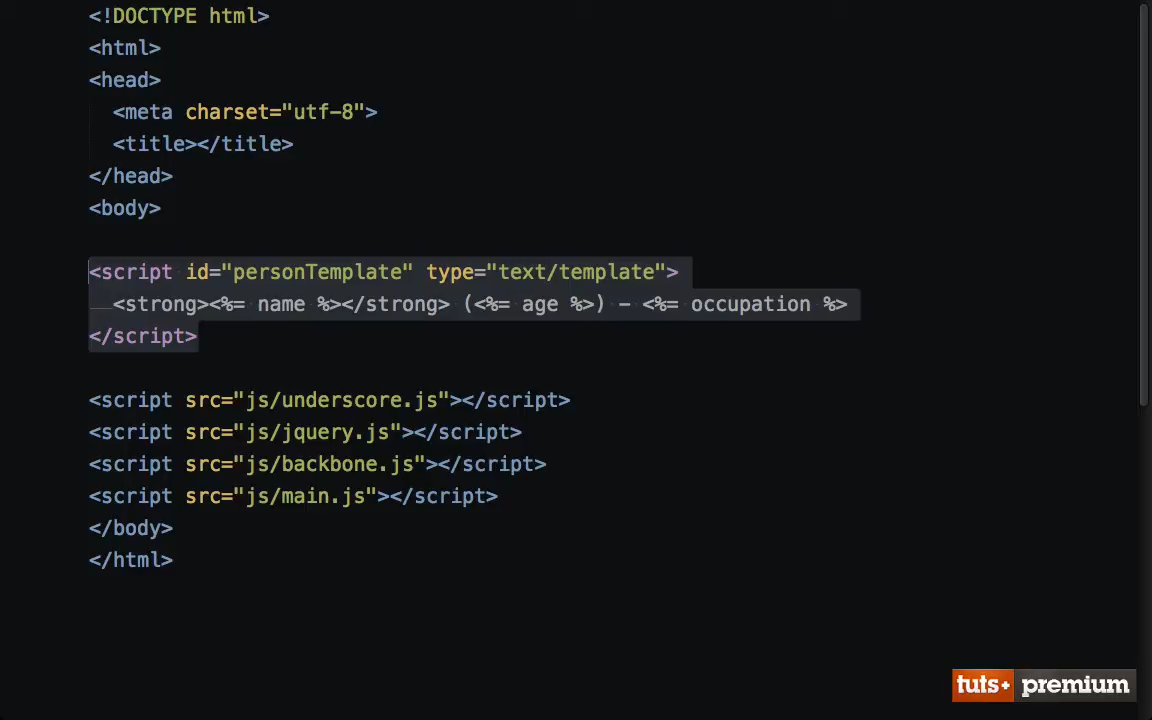 <!DOCTYPE html>
<html>
<head>
  <meta charset="utf-8">
  <title></title>
</head>
<body>
<script id="personTemplate" type="text/template">
  <strong><%= name %></strong> (<%= age %>) - <%= occupation %>
</script>
<script src="js/underscore.js"></script>
<script src="js/jquery.js"></script>
<script src="js/backbone.js"></script>
<script src="js/main.js"></script>
</body>
</html>
tuts+ premium